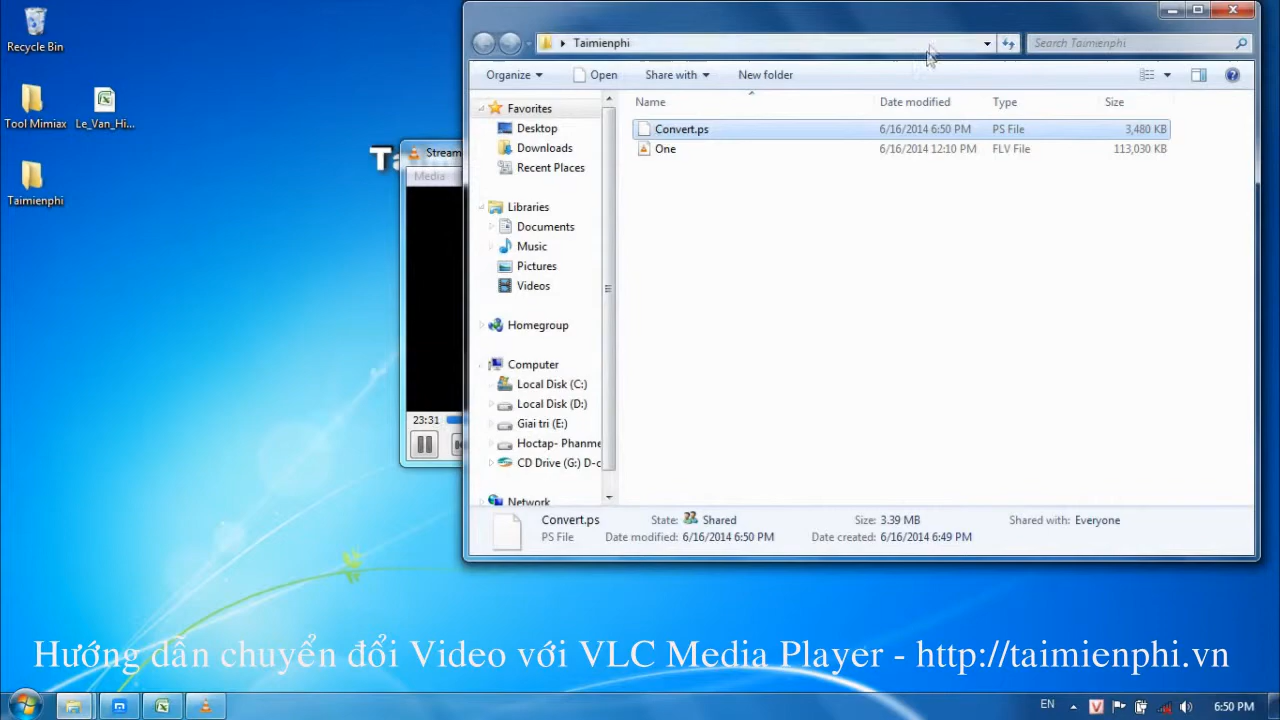 Recycle Bin
Tool Mimiax
Le_Van_Hi...
Taimienphi
Stream
Media
23:31
Taimienphi
Search Taimienphi
Organize
Open
Share with
New folder
Name
Date modified
Type
Size
Convert.ps
6/16/2014 6:50 PM
PS File
3,480 KB
One
6/16/2014 12:10 PM
FLV File
113,030 KB
Favorites
Desktop
Downloads
Recent Places
Libraries
Documents
Music
Pictures
Videos
Homegroup
Computer
Local Disk (C:)
Local Disk (D:)
Giai tri (E:)
Hoctap- Phanme
CD Drive (G:) D-c
Network
Convert.ps
State: Shared
Size: 3.39 MB
Shared with: Everyone
PS File
Date modified: 6/16/2014 6:50 PM
Date created: 6/16/2014 6:49 PM
Hướng dẫn chuyển đổi Video với VLC Media Player - http://taimienphi.vn
EN
6:50 PM